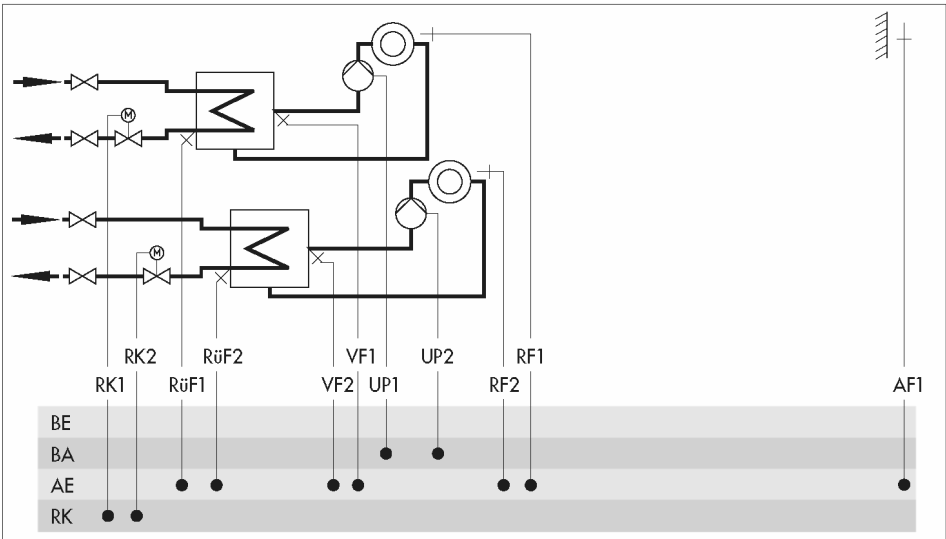 M
M
RK2 RüF2 VF1 UP2 RF1
RK1 RüF1 VF2 UP1 RF2 AF1
BE
BA
AE
RK